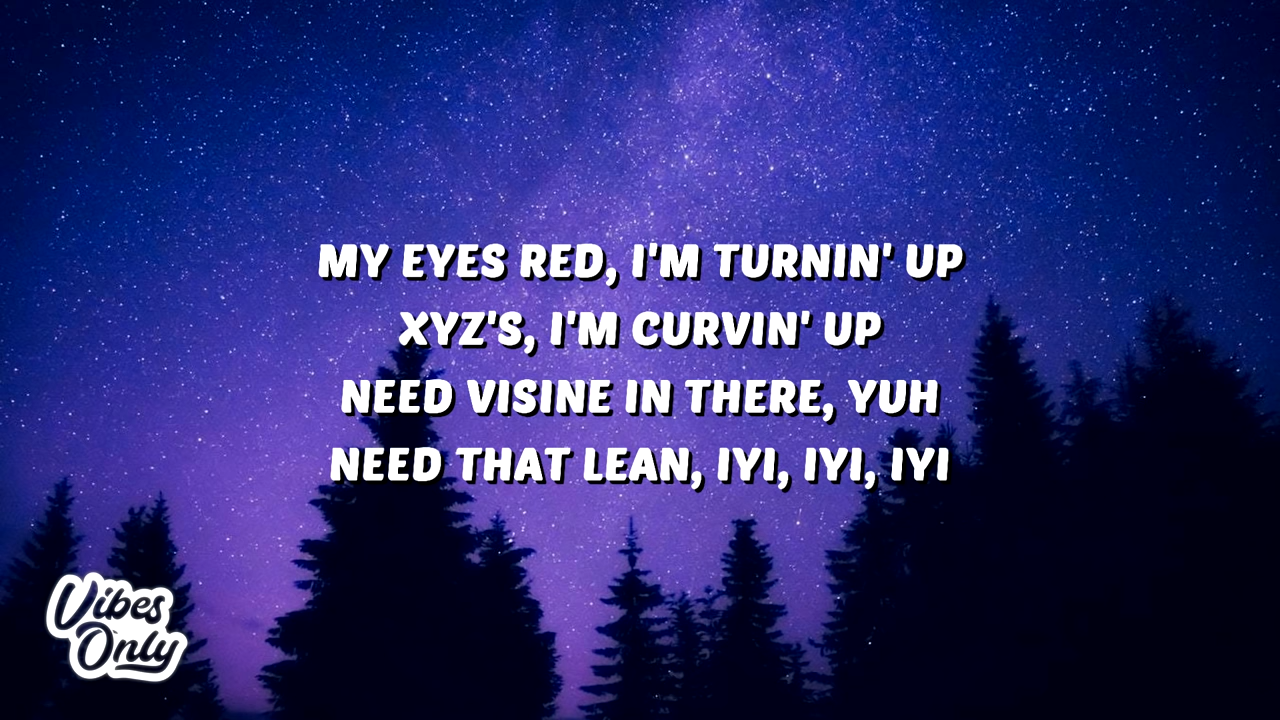 MY EYES RED, I'M TURNIN' UP
XYZ'S, I'M CURVIN' UP
NEED VISINE IN THERE, YUH
NEED THAT LEAN, IYI, IYI, IYI
Vibes
Only